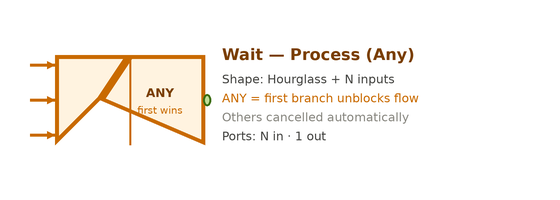 Wait — Process (Any)
Shape: Hourglass + N inputs
ANY = first branch unblocks flow
Others cancelled automatically
Ports: N in · 1 out
ANY
first wins